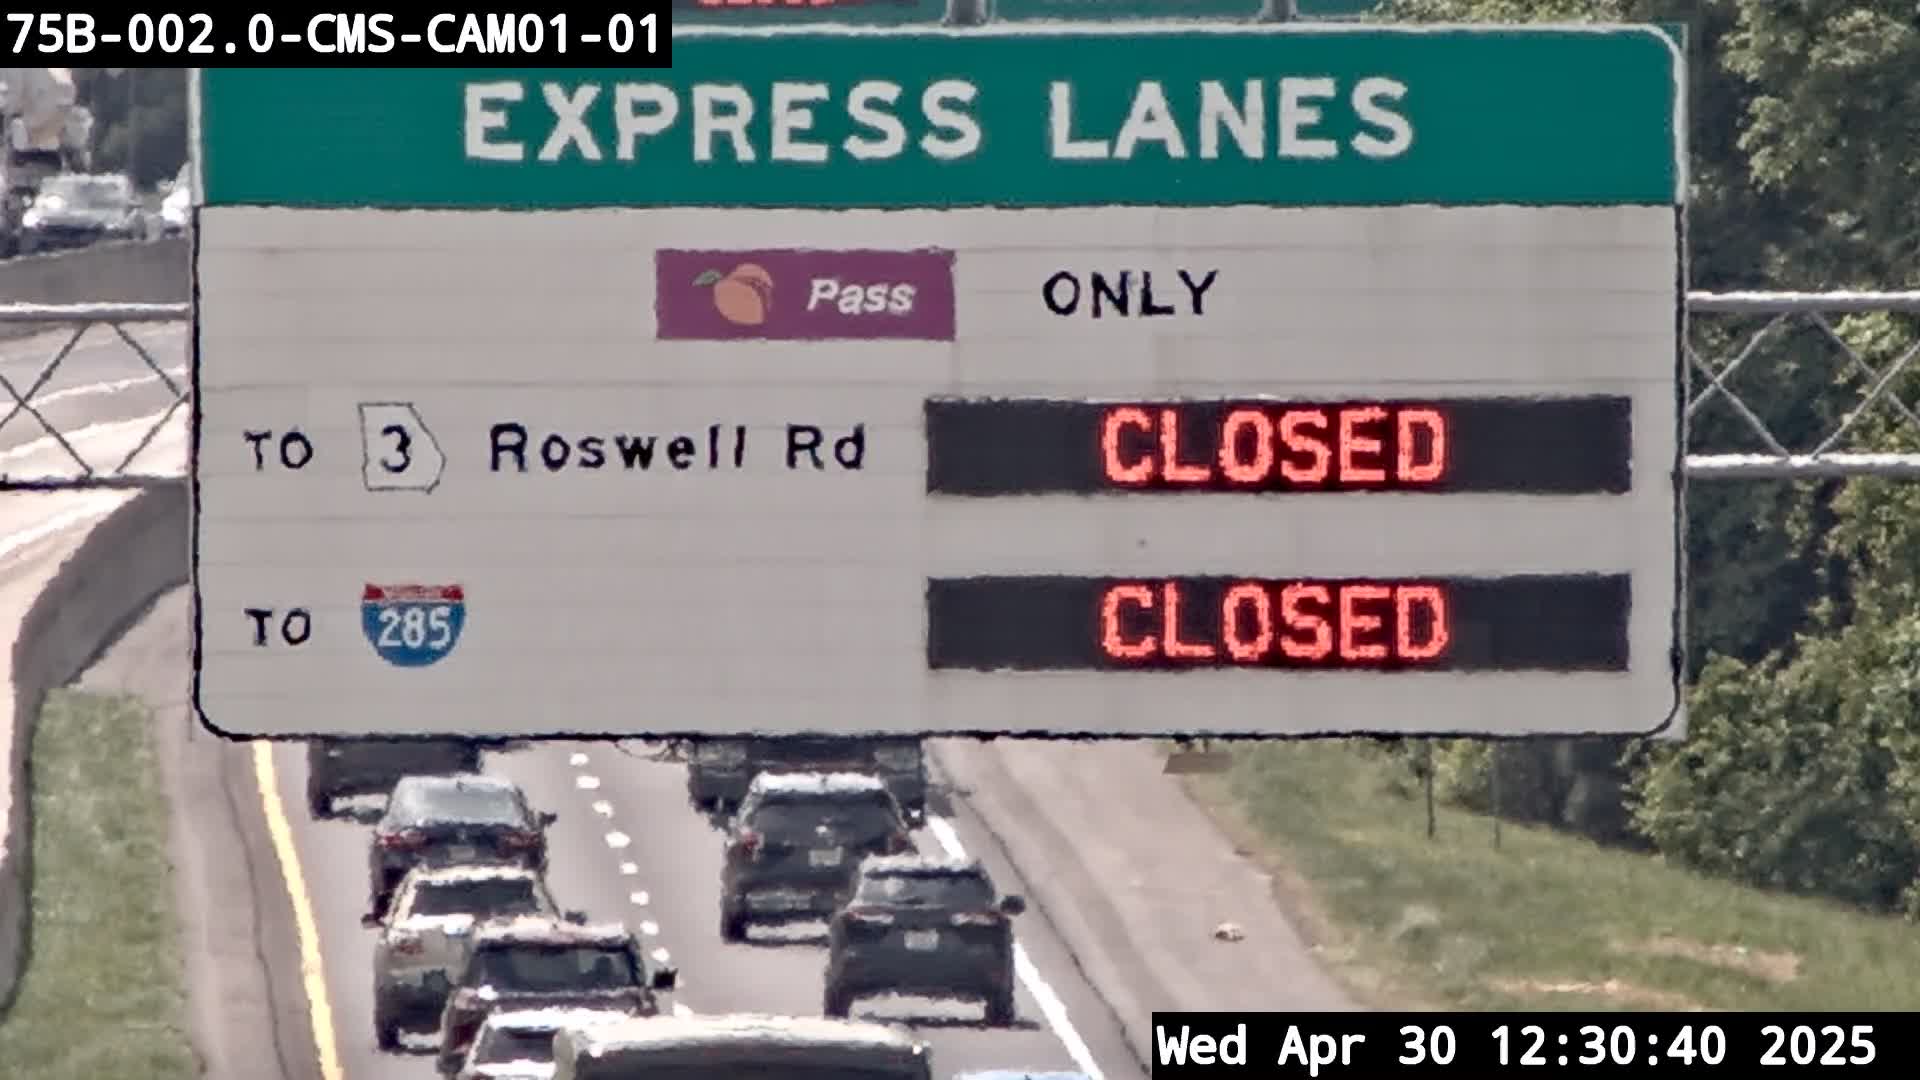 75B-002.0-CMS-CAM01-01
EXPRESS LANES
Pass ONLY
TO 3 Roswell Rd CLOSED
TO 285 CLOSED
Wed Apr 30 12:30:40 2025